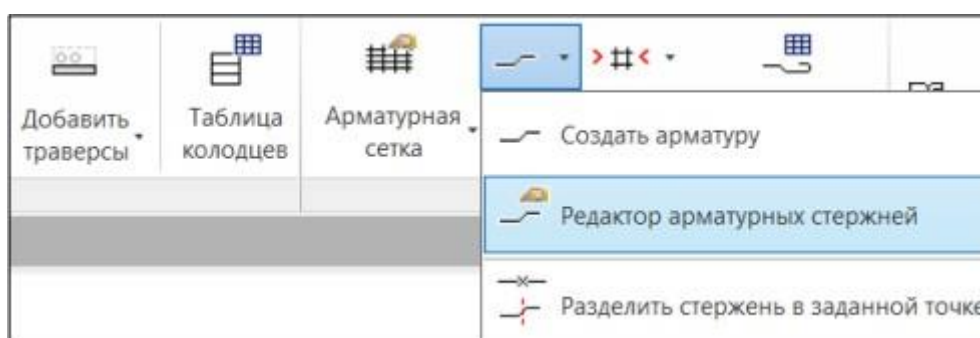 Добавить
траверсы
Таблица
колодцев
Арматурная
сетка
Создать арматуру
Редактор арматурных стержней
Разделить стержень в заданной точке